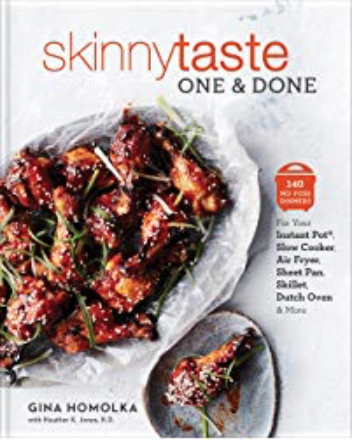 skinnytaste
ONE & DONE
140
NO-FUSS
DINNERS
For Your
Instant Pot®,
Slow Cooker,
Air Fryer,
Sheet Pan,
Skillet,
Dutch Oven
& More
GINA HOMOLKA
with Heather K. Jones, R.D.